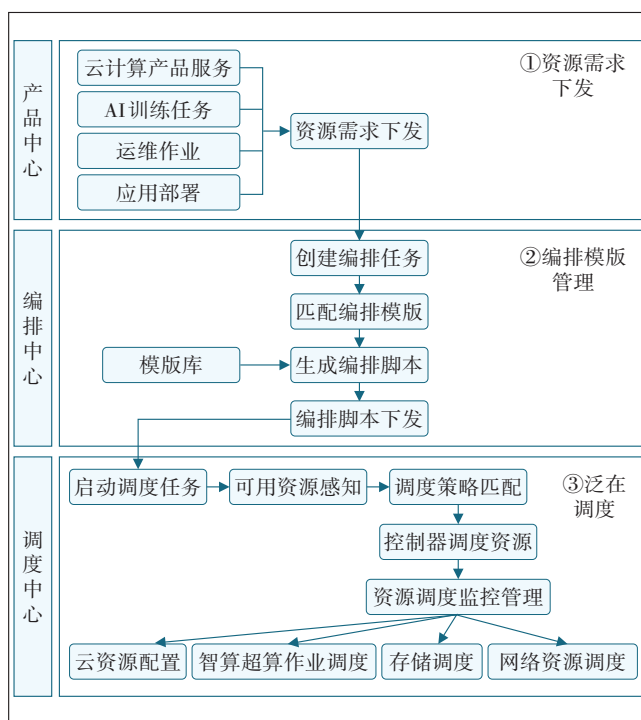 产品中心
云计算产品服务
AI训练任务
运维作业
应用部署
资源需求下发
①资源需求
下发
编排中心
创建编排任务
匹配编排模版
模版库
生成编排脚本
编排脚本下发
②编排模版
管理
调度中心
启动调度任务
可用资源感知
调度策略匹配
③泛在
调度
控制器调度资源
资源调度监控管理
云资源配置
智算超算作业调度
存储调度
网络资源调度